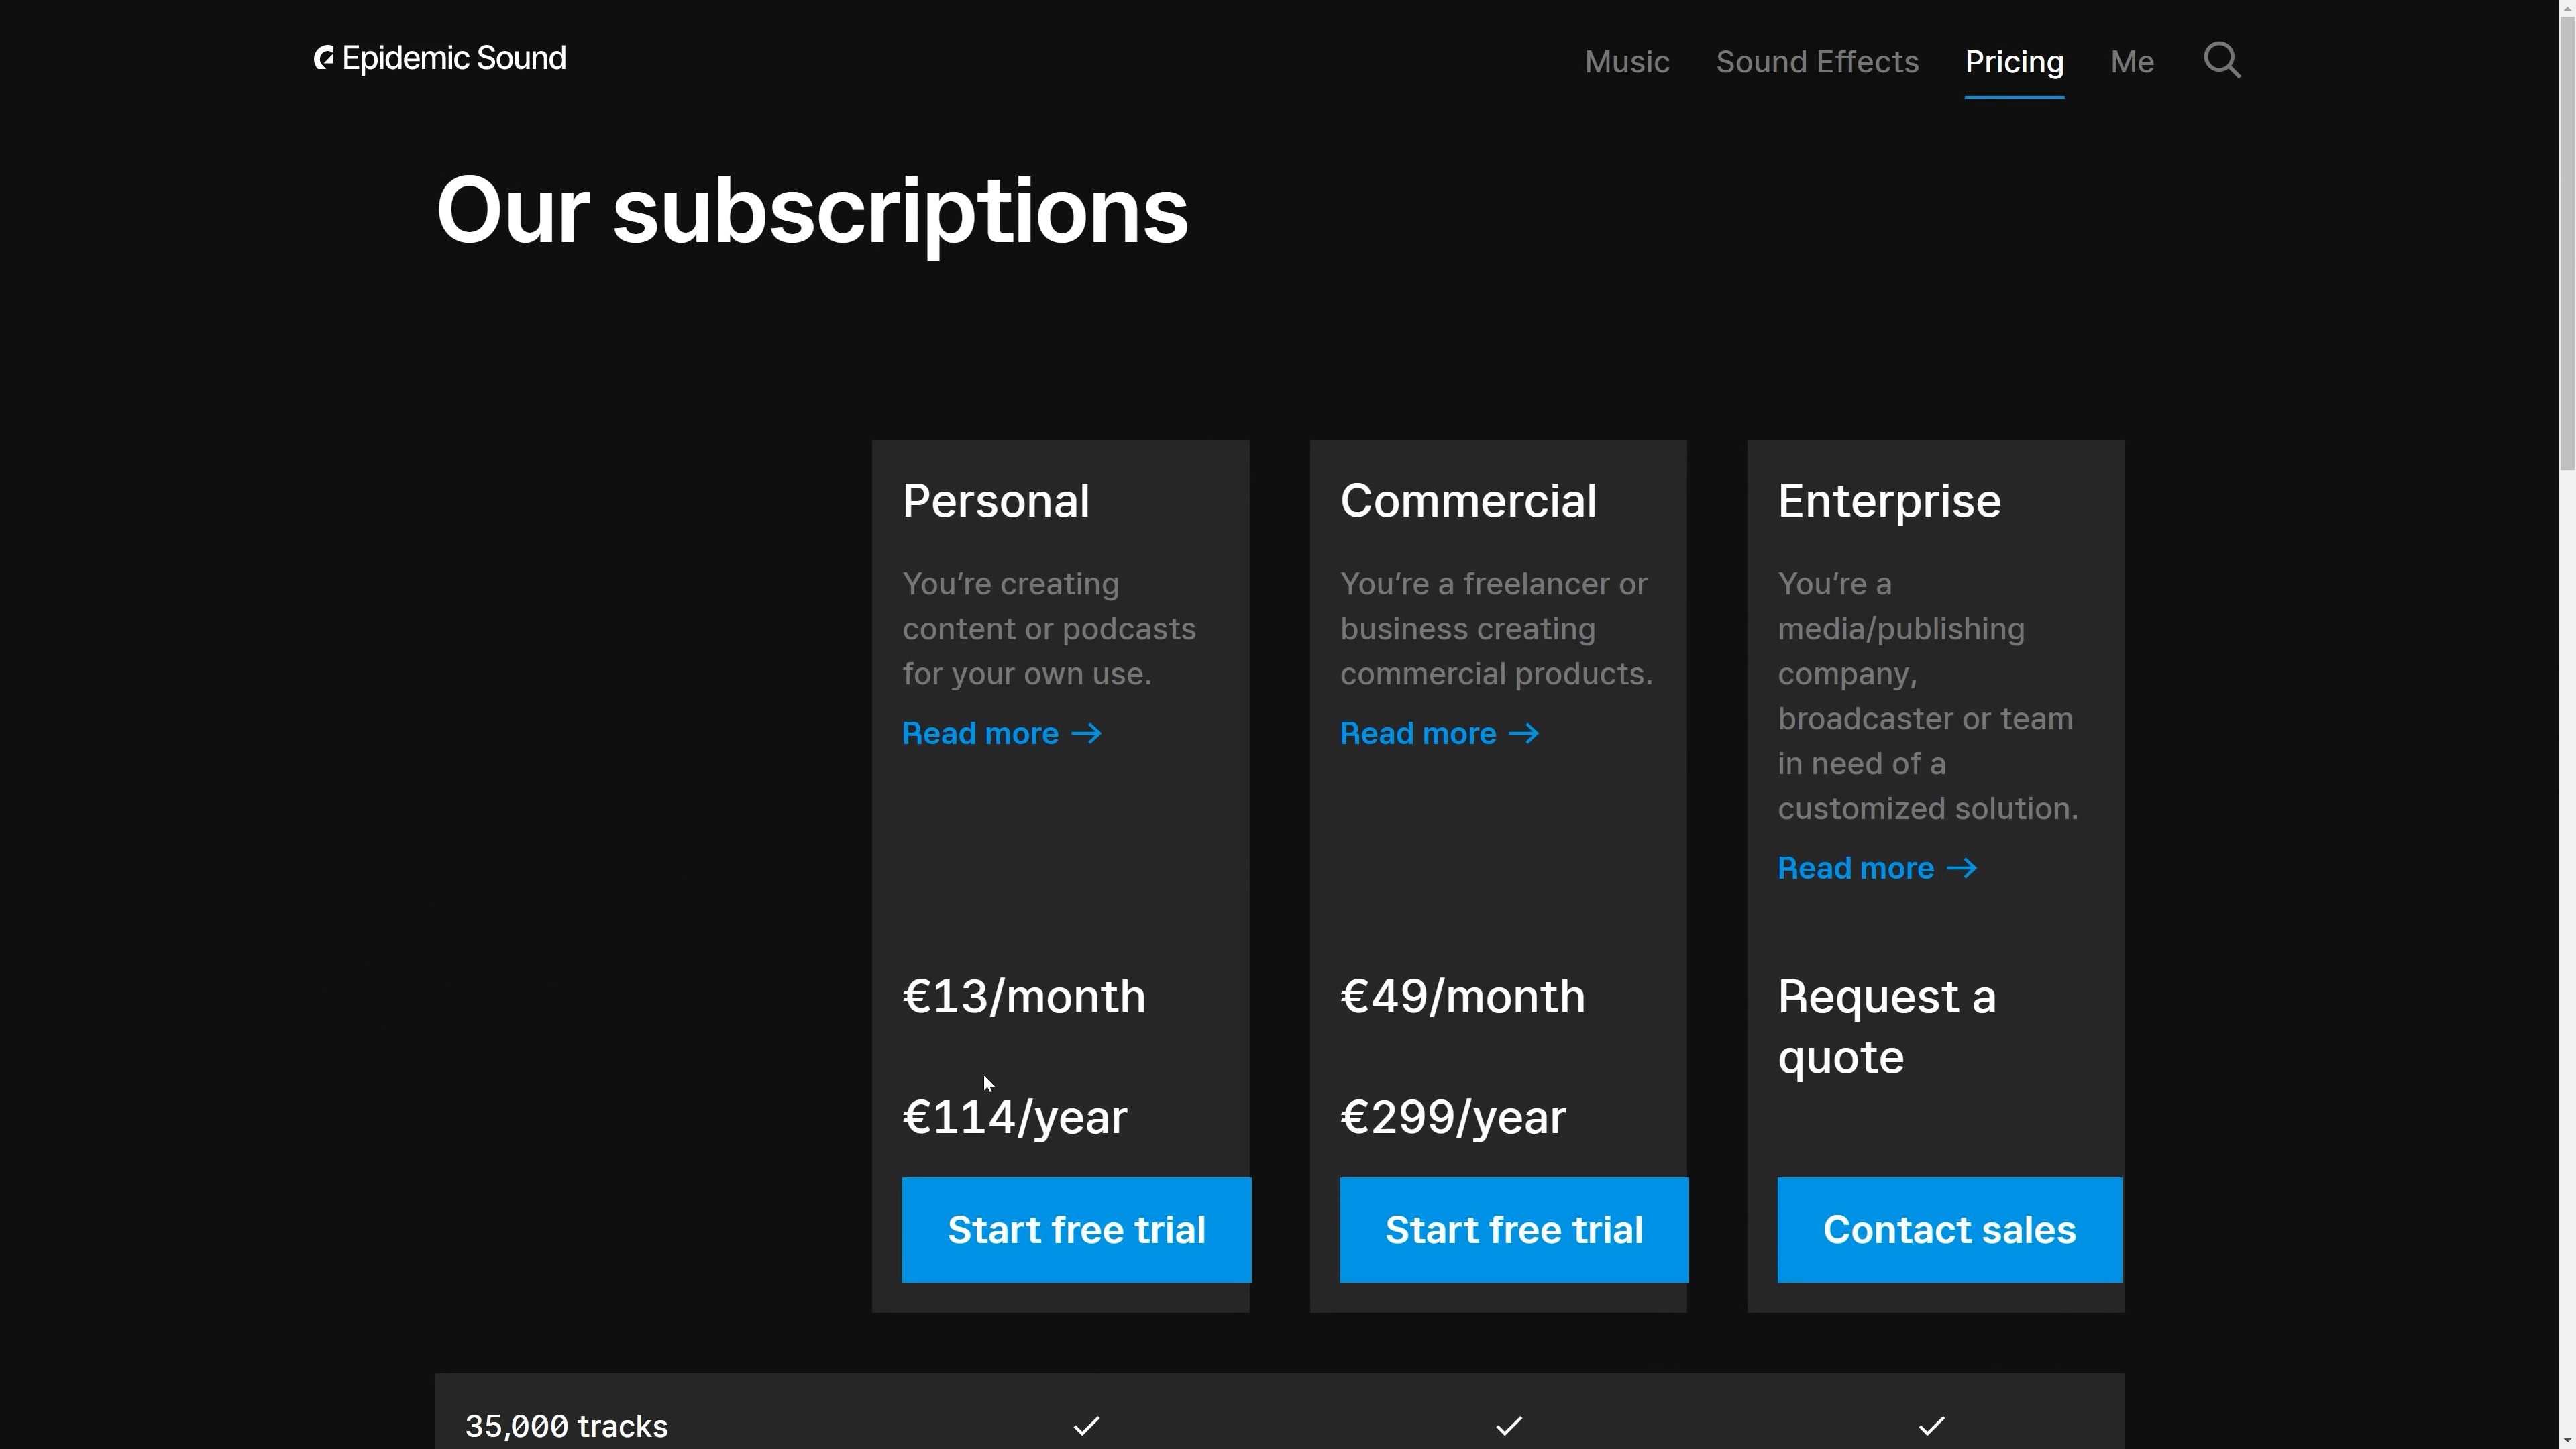 Epidemic Sound
Music
Sound Effects
Pricing
Me
Our subscriptions
Personal
You're creating
content or podcasts
for your own use.
Read more →
€13/month
€114/year
Start free trial
Commercial
You're a freelancer or
business creating
commercial products.
Read more →
€49/month
€299/year
Start free trial
Enterprise
You're a
media/publishing
company,
broadcaster or team
in need of a
customized solution.
Read more →
Request a
quote
Contact sales
35,000 tracks